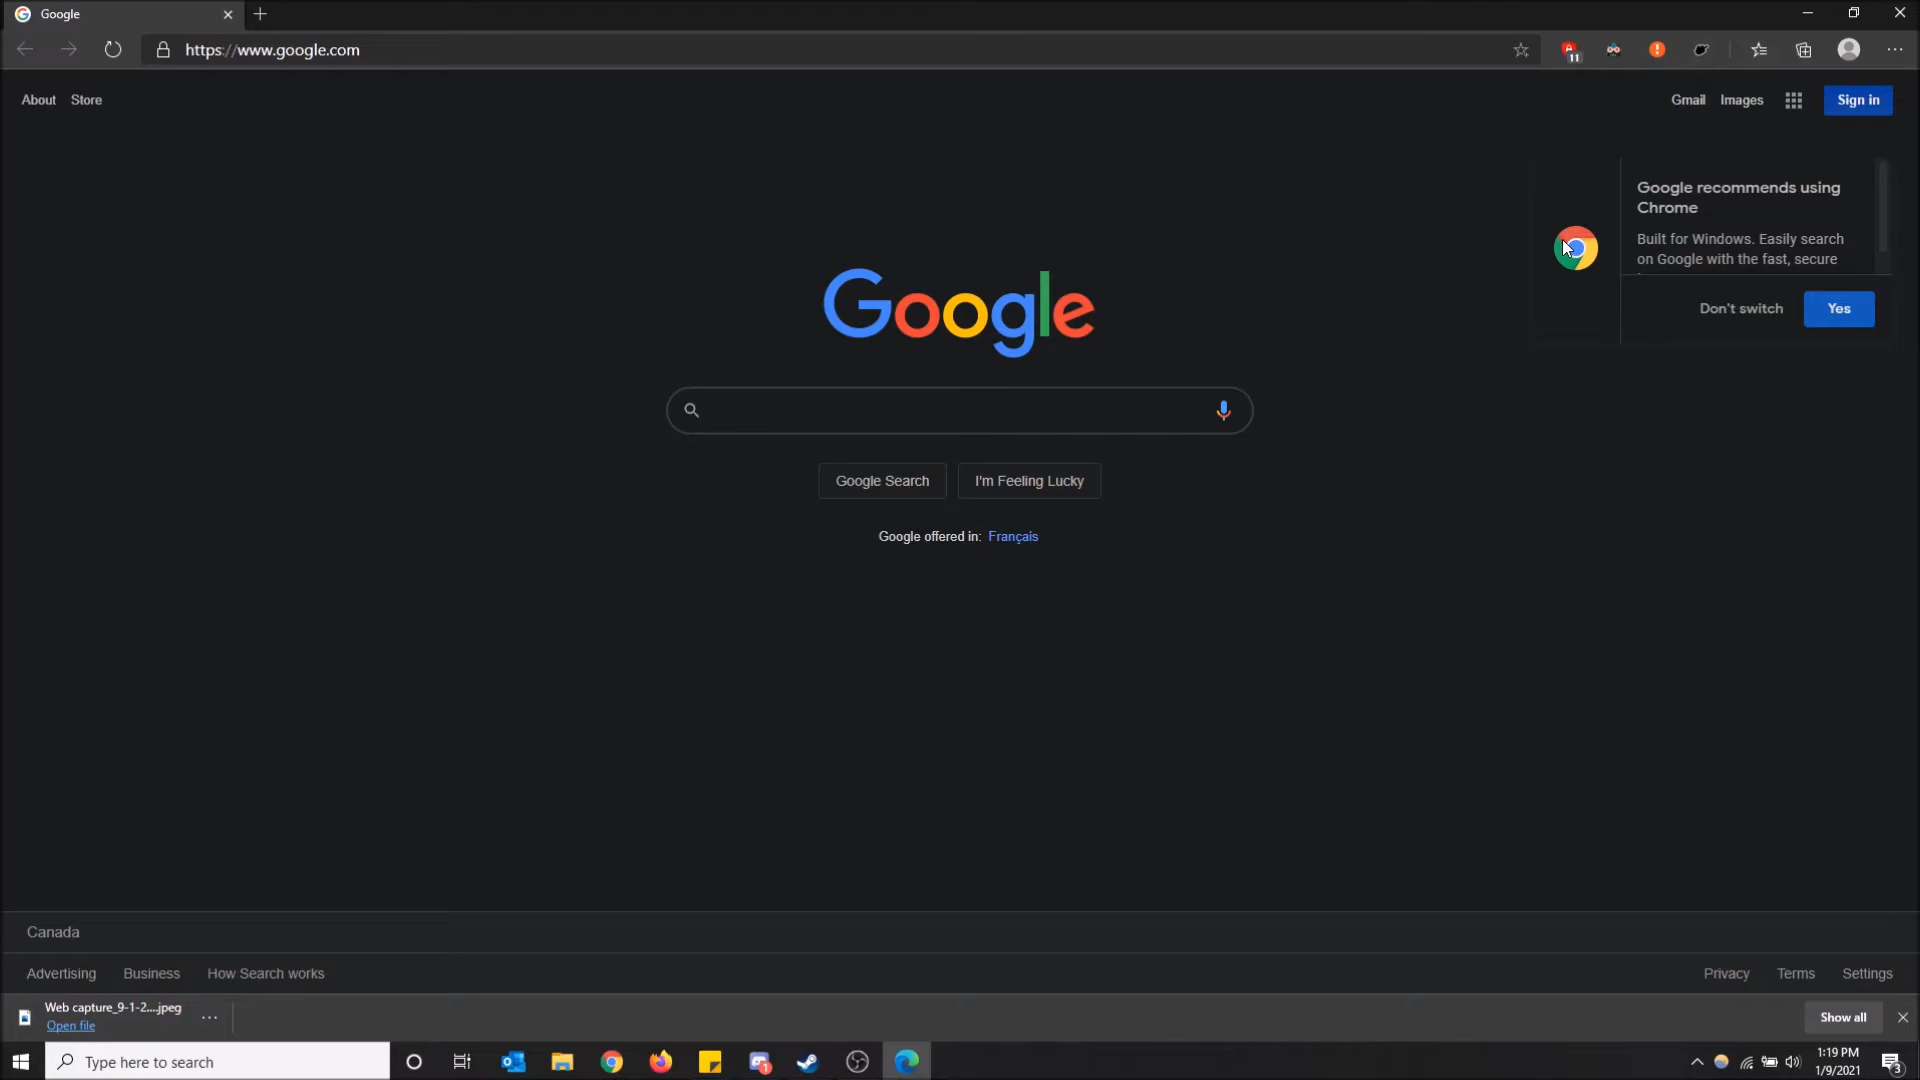 Google
https://www.google.com
11
About Store
Gmail Images Sign in
Google recommends using
Chrome
Built for Windows. Easily search
on Google with the fast, secure
Don't switch Yes
Google
Google Search I'm Feeling Lucky
Google offered in: Français
Canada
Advertising Business How Search works
Privacy Terms Settings
Web capture_9-1-2....jpeg
Open file
Show all
Type here to search
1
1:19 PM
1/9/2021
3